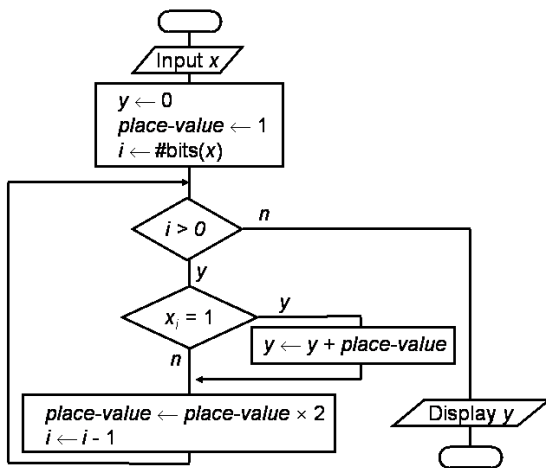 Input x
y ← 0
place-value ← 1
i ← #bits(x)
i > 0
n
y
xᵢ = 1
y
n
y ← y + place-value
place-value ← place-value × 2
i ← i - 1
Display y